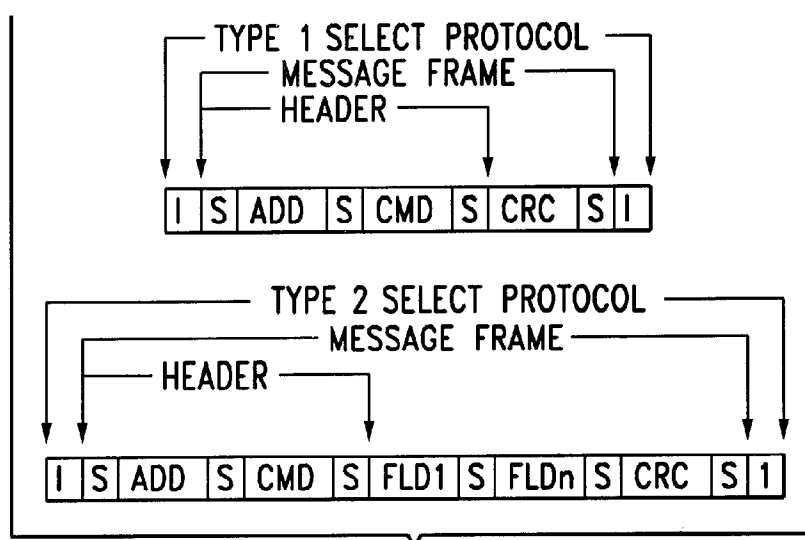 TYPE 1 SELECT PROTOCOL
MESSAGE FRAME
HEADER
I S ADD S CMD S CRC S I
TYPE 2 SELECT PROTOCOL
MESSAGE FRAME
HEADER
I S ADD S CMD S FLD1 S FLDn S CRC S 1